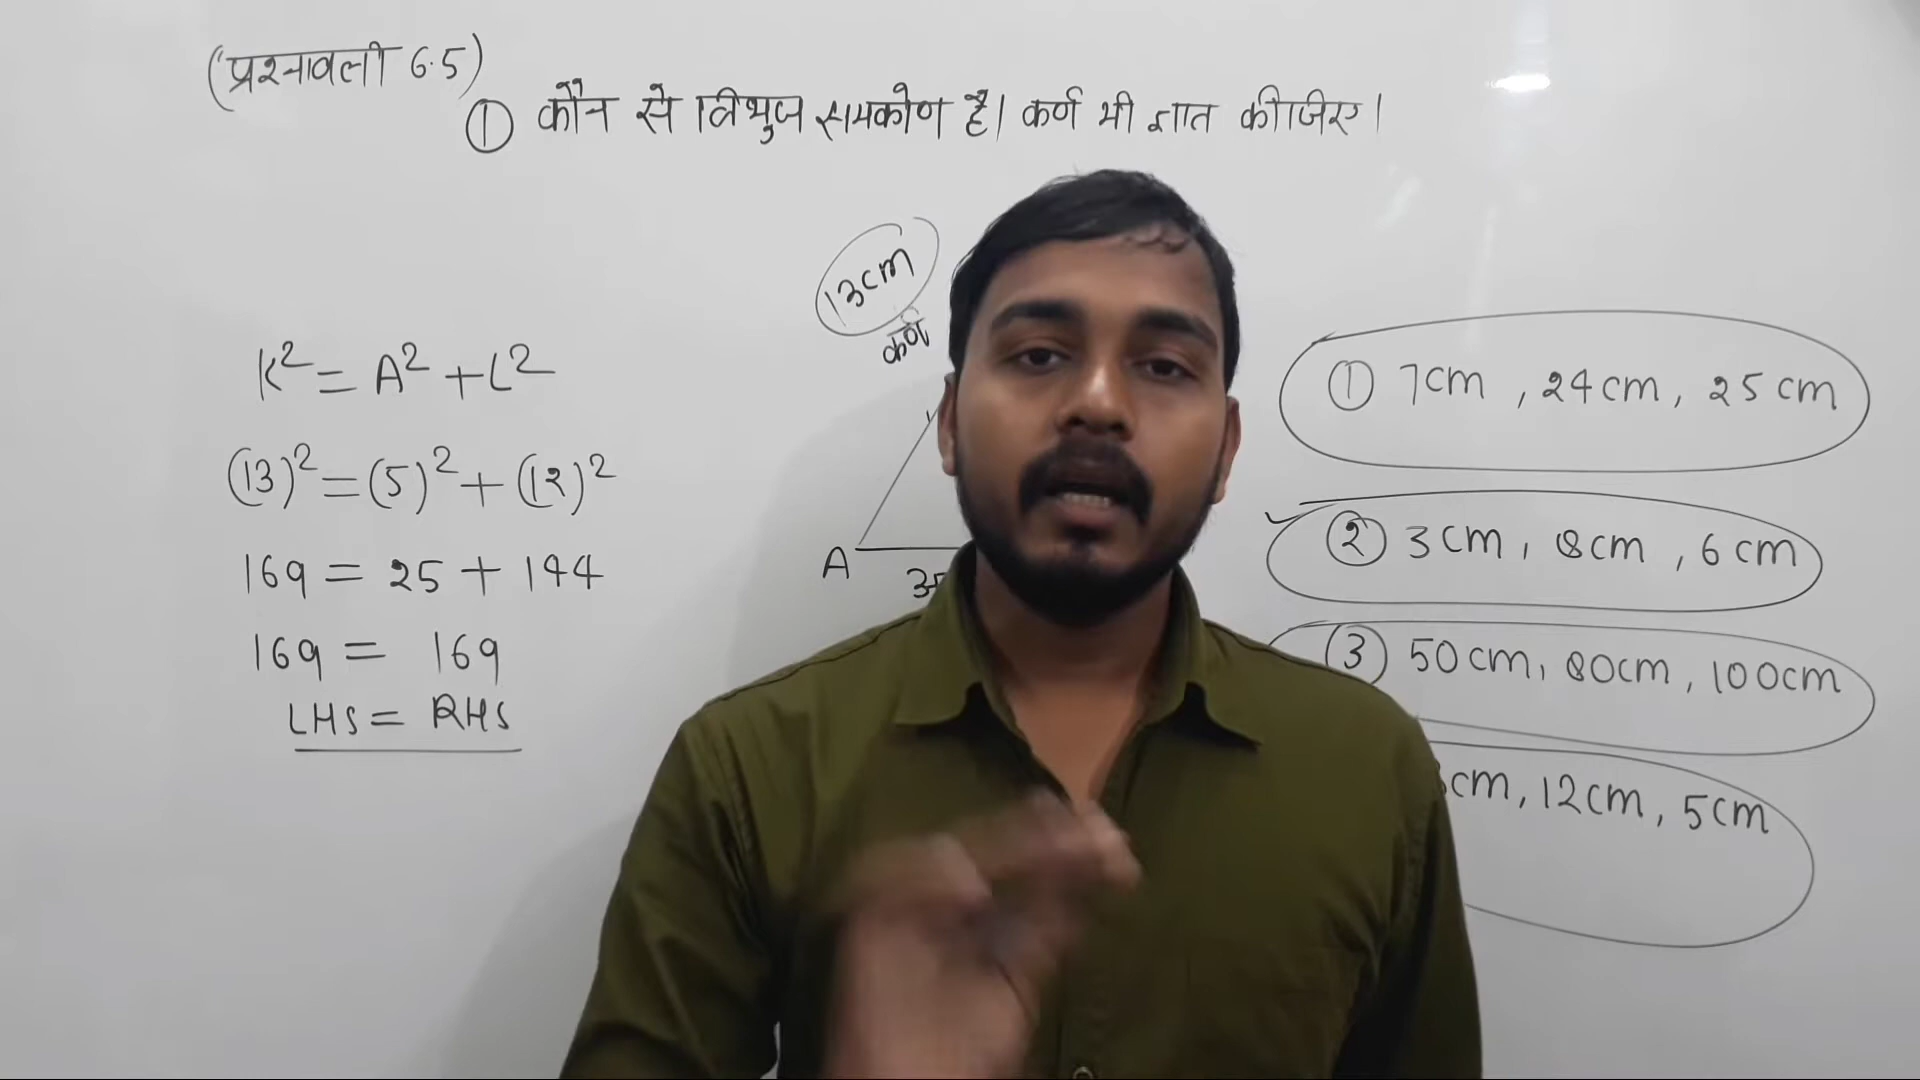 (प्रश्नावली 6.5)
① कौन से त्रिभुज समकोण है। कर्ण भी ज्ञात कीजिए।
13cm
कर्ण
A
K² = A² + L²
(13)² = (5)² + (12)²
169 = 25 + 144
169 = 169
LHS = RHS
① 7cm, 24cm, 25cm
② 3cm, 8cm, 6cm
③ 50cm, 80cm, 100cm
cm, 12cm, 5cm